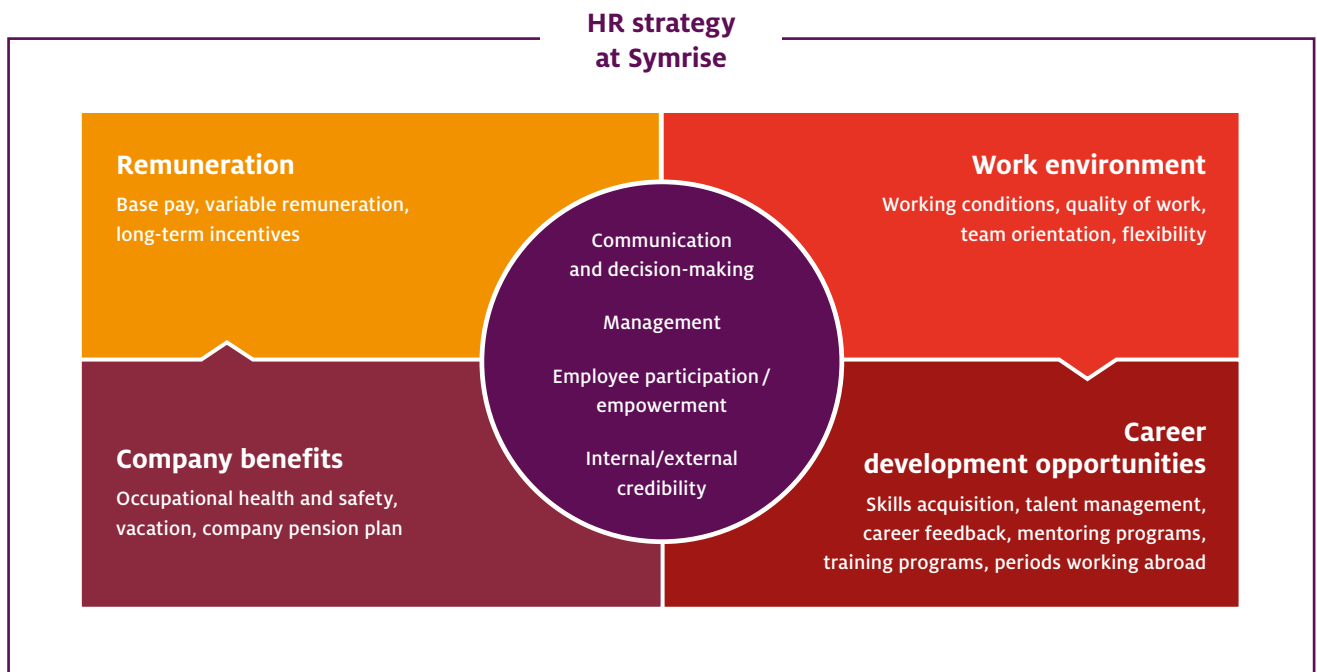 HR strategy
at Symrise
Remuneration
Base pay, variable remuneration,
long-term incentives
Work environment
Working conditions, quality of work,
team orientation, flexibility
Communication
and decision-making
Management
Employee participation /
empowerment
Internal/external
credibility
Company benefits
Occupational health and safety,
vacation, company pension plan
Career
development opportunities
Skills acquisition, talent management,
career feedback, mentoring programs,
training programs, periods working abroad